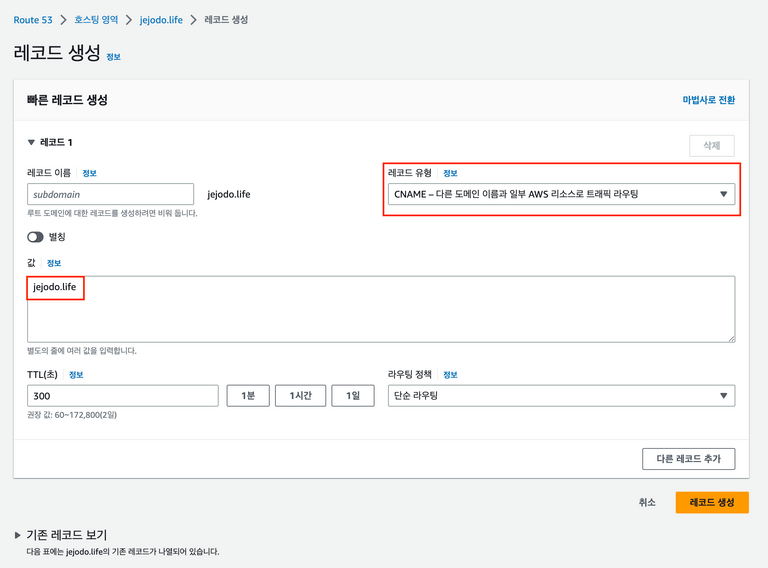 Route 53 > 호스팅 영역 > jejodo.life > 레코드 생성
레코드 생성 정보
빠른 레코드 생성 마법사로 전환
▼ 레코드 1 삭제
레코드 이름 정보 레코드 유형 정보
subdomain jejodo.life CNAME – 다른 도메인 이름과 일부 AWS 리소스로 트래픽 라우팅
루트 도메인에 대한 레코드를 생성하려면 비워 둡니다.
별칭
값 정보
jejodo.life
별도의 줄에 여러 값을 입력합니다.
TTL(초) 정보 라우팅 정책 정보
300 1분 1시간 1일 단순 라우팅
권장 값: 60~172,800(2일)
다른 레코드 추가
취소 레코드 생성
▶ 기존 레코드 보기
다음 표에는 jejodo.life의 기존 레코드가 나열되어 있습니다.